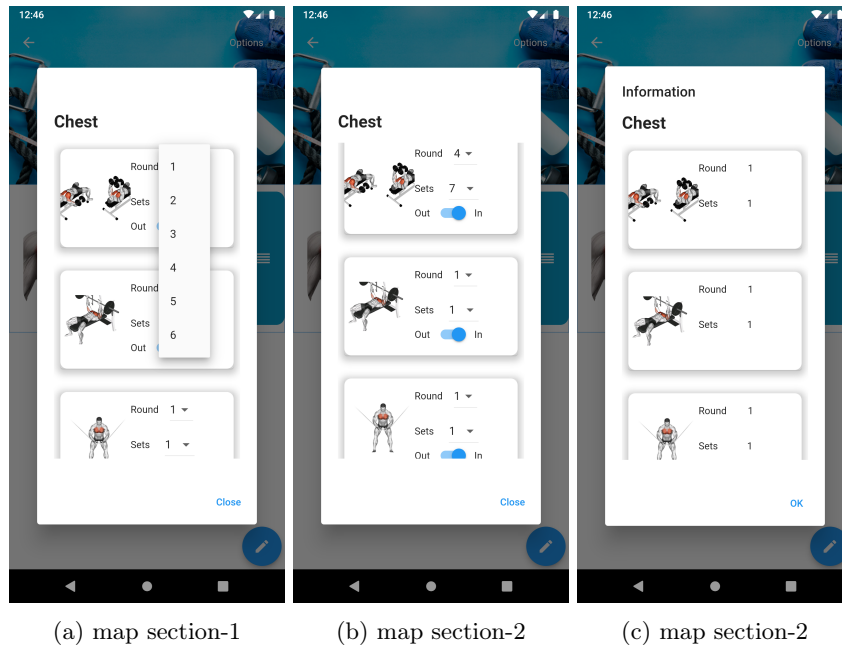 12:46
Options
Chest
Round
1
2
3
4
5
6
Sets
Out
Round
Sets
Out
Round 1
Sets 1
Close
(a) map section-1
12:46
Options
Chest
Round 4
Sets 7
Out In
Round 1
Sets 1
Out In
Round 1
Sets 1
Out In
Close
(b) map section-2
12:46
Options
Information
Chest
Round 1
Sets 1
Round 1
Sets 1
Round 1
Sets 1
OK
(c) map section-2